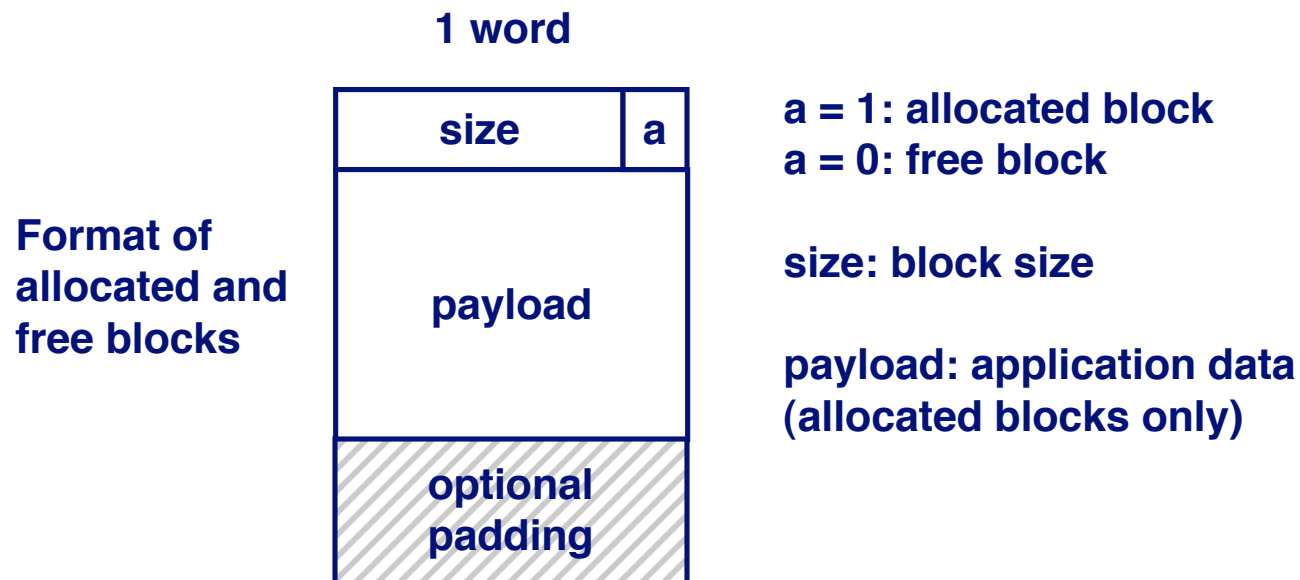 1 word
size a
Format of
allocated and
free blocks
payload
optional
padding
a = 1: allocated block
a = 0: free block
size: block size
payload: application data
(allocated blocks only)